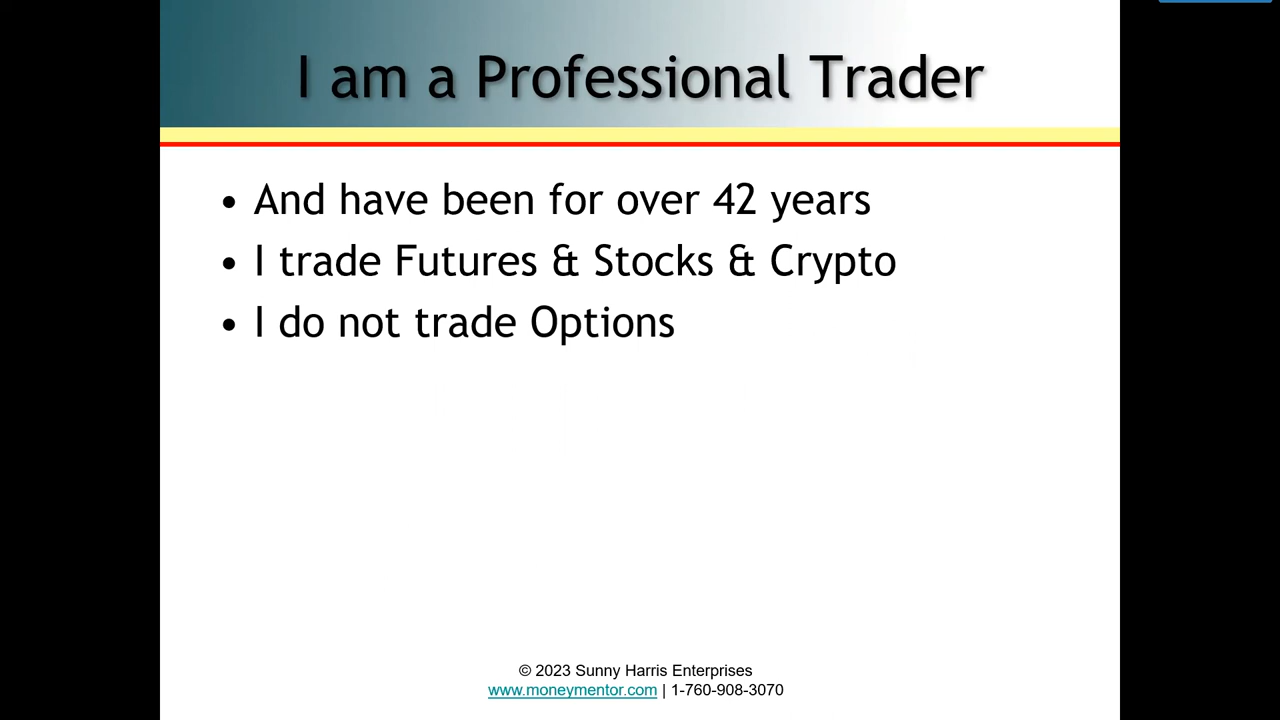 I am a Professional Trader
• And have been for over 42 years
• I trade Futures & Stocks & Crypto
• I do not trade Options
© 2023 Sunny Harris Enterprises
www.moneymentor.com | 1-760-908-3070